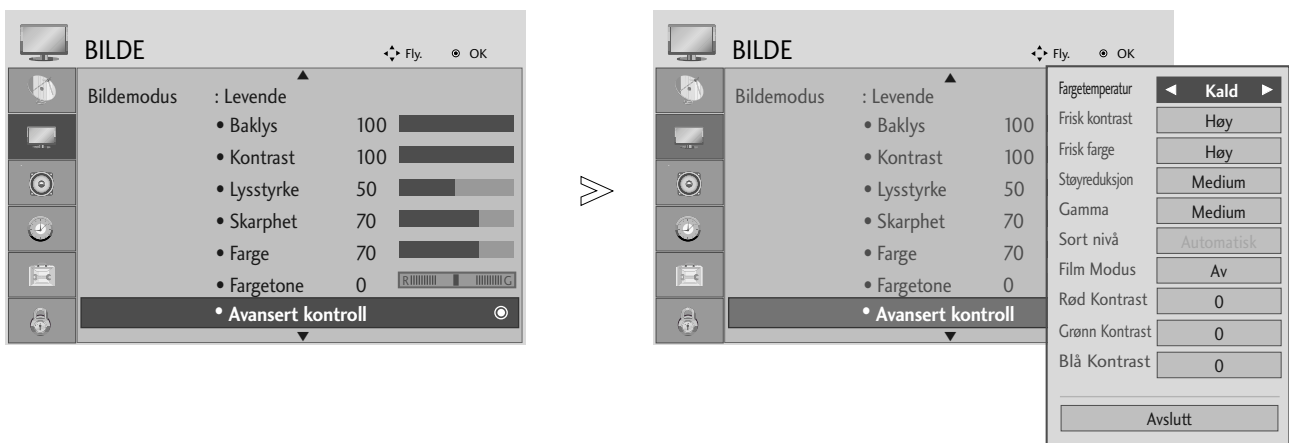 BILDE
Fly. OK
Bildemodus : Levende
• Baklys 100
• Kontrast 100
• Lysstyrke 50
• Skarphet 70
• Farge 70
• Fargetone 0 R G
• Avansert kontroll
BILDE
Fly. OK
Bildemodus : Levende
• Baklys 100
• Kontrast 100
• Lysstyrke 50
• Skarphet 70
• Farge 70
• Fargetone 0
• Avansert kontroll
Fargetemperatur Kald
Frisk kontrast Høy
Frisk farge Høy
Støyreduksjon Medium
Gamma Medium
Sort nivå Automatisk
Film Modus Av
Rød Kontrast 0
Grønn Kontrast 0
Blå Kontrast 0
Avslutt